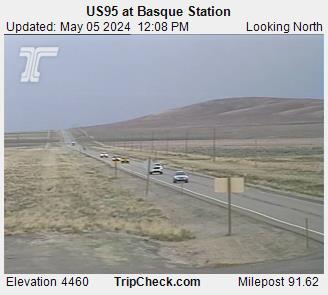 US95 at Basque Station
Updated: May 05 2024 12:08 PM Looking North
Elevation 4460 TripCheck.com Milepost 91.62